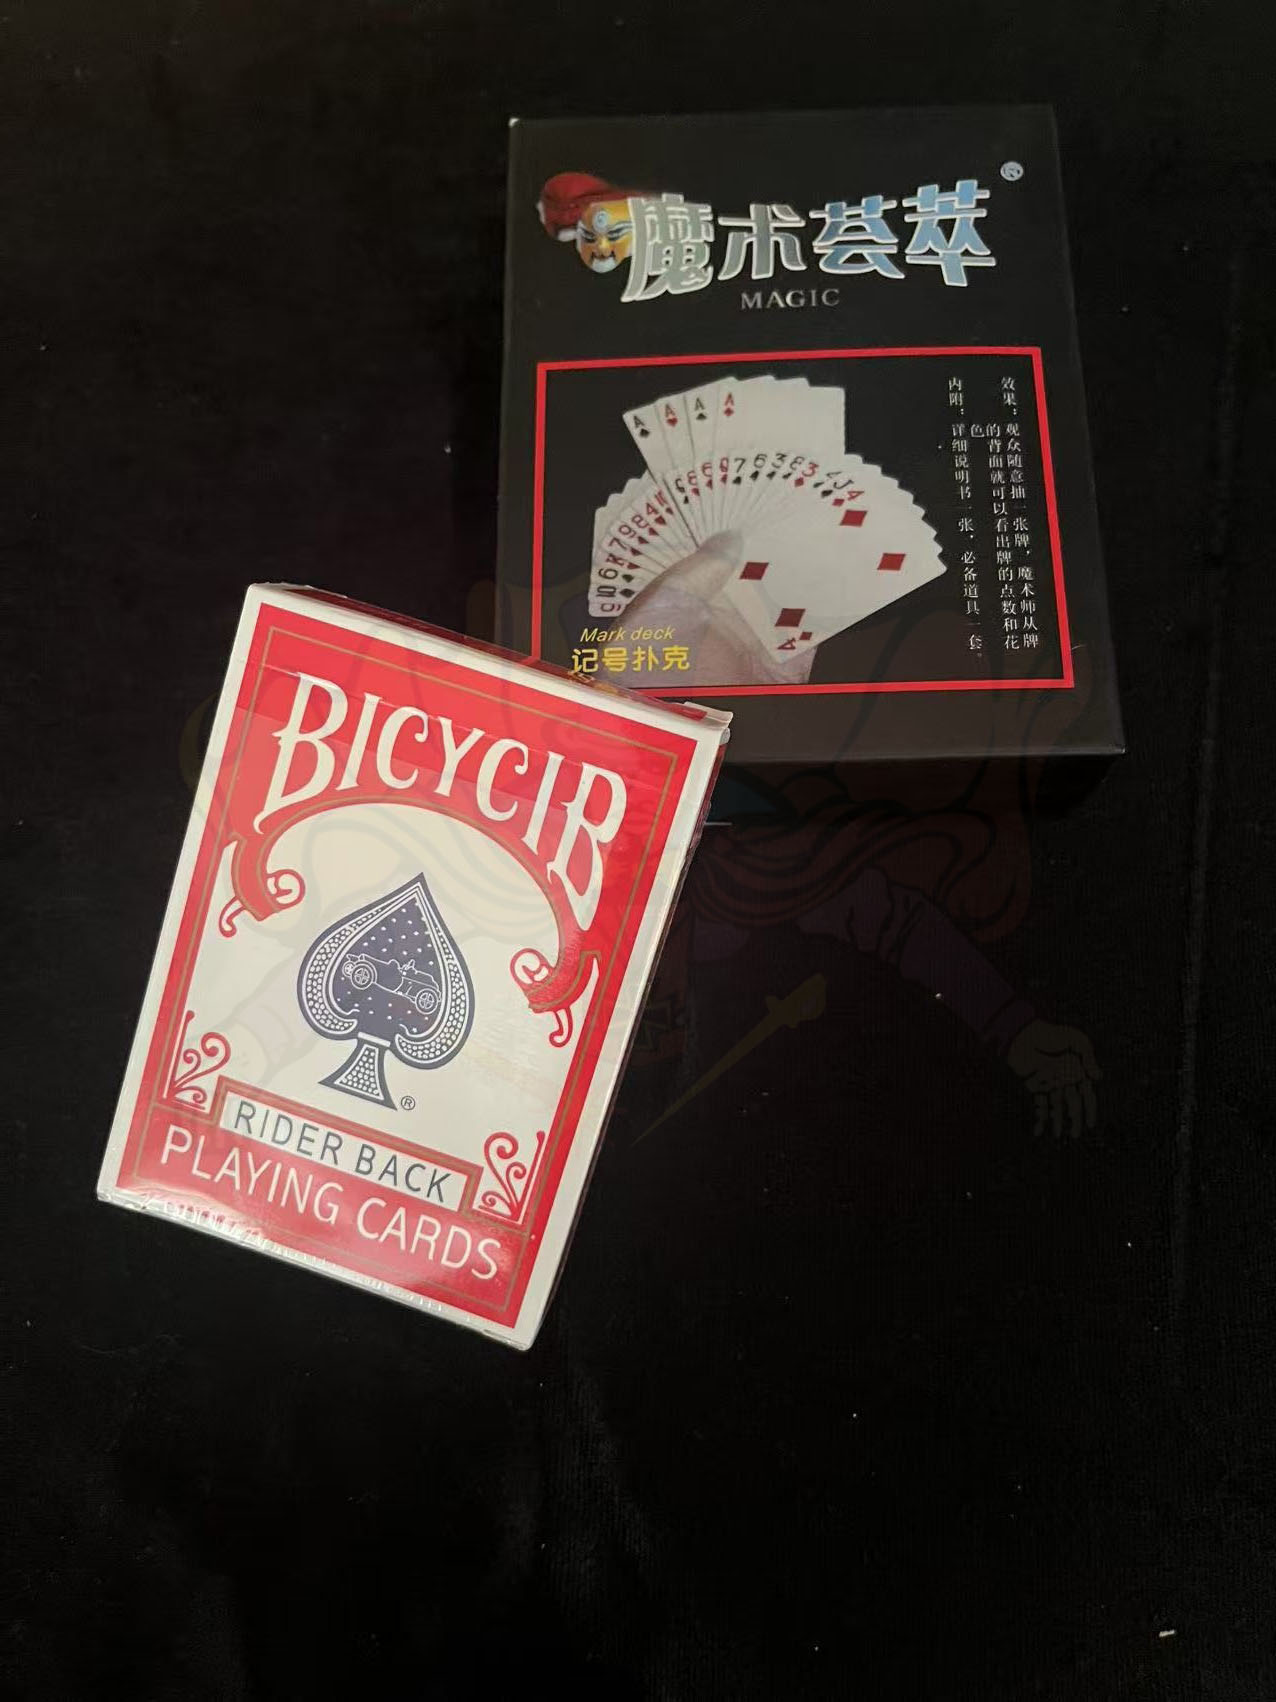 魔术荟萃®
MAGIC
效果：观众随意抽一张牌，魔术师从牌
的背面就可以看出牌的点数和花
色。
内附：详细说明书一张，必备道具一套。
Mark deck
记号扑克
BICYCIB
®
RIDER BACK
PLAYING CARDS